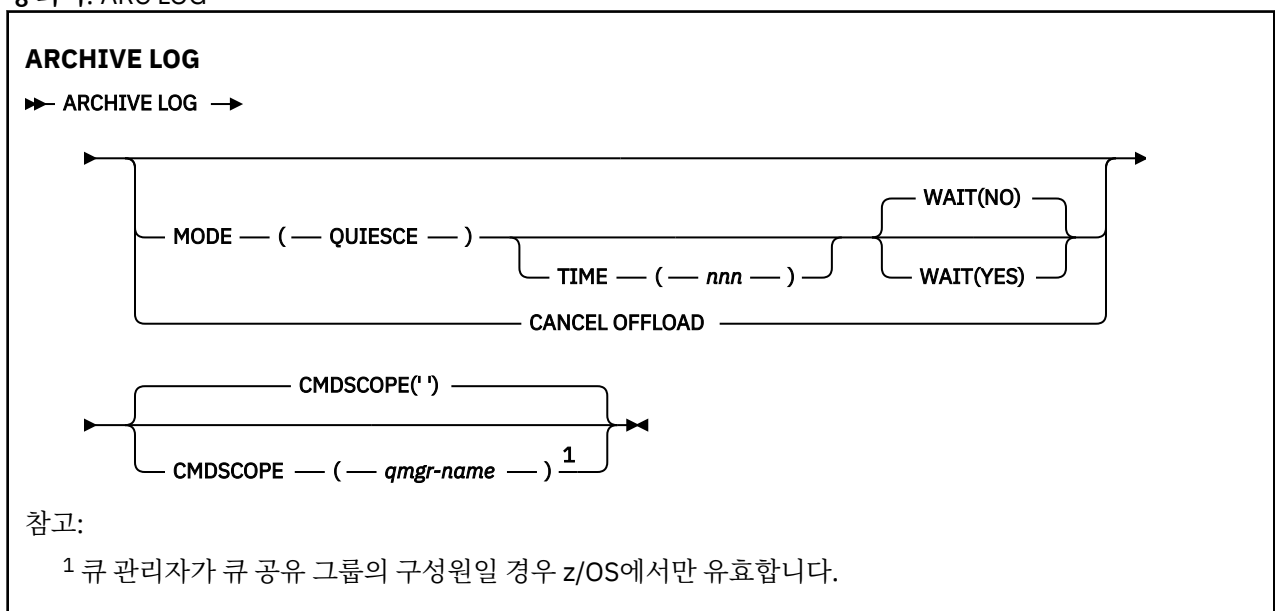 ARC LOG
ARCHIVE LOG
ARCHIVE LOG
WAIT(NO)
MODE ( QUIESCE )
TIME ( nnn )
WAIT(YES)
CANCEL OFFLOAD
CMDSCOPE(' ')
CMDSCOPE ( qmgr-name ) 1
참고:
1 큐 관리자가 큐 공유 그룹의 구성원일 경우 z/OS에서만 유효합니다.